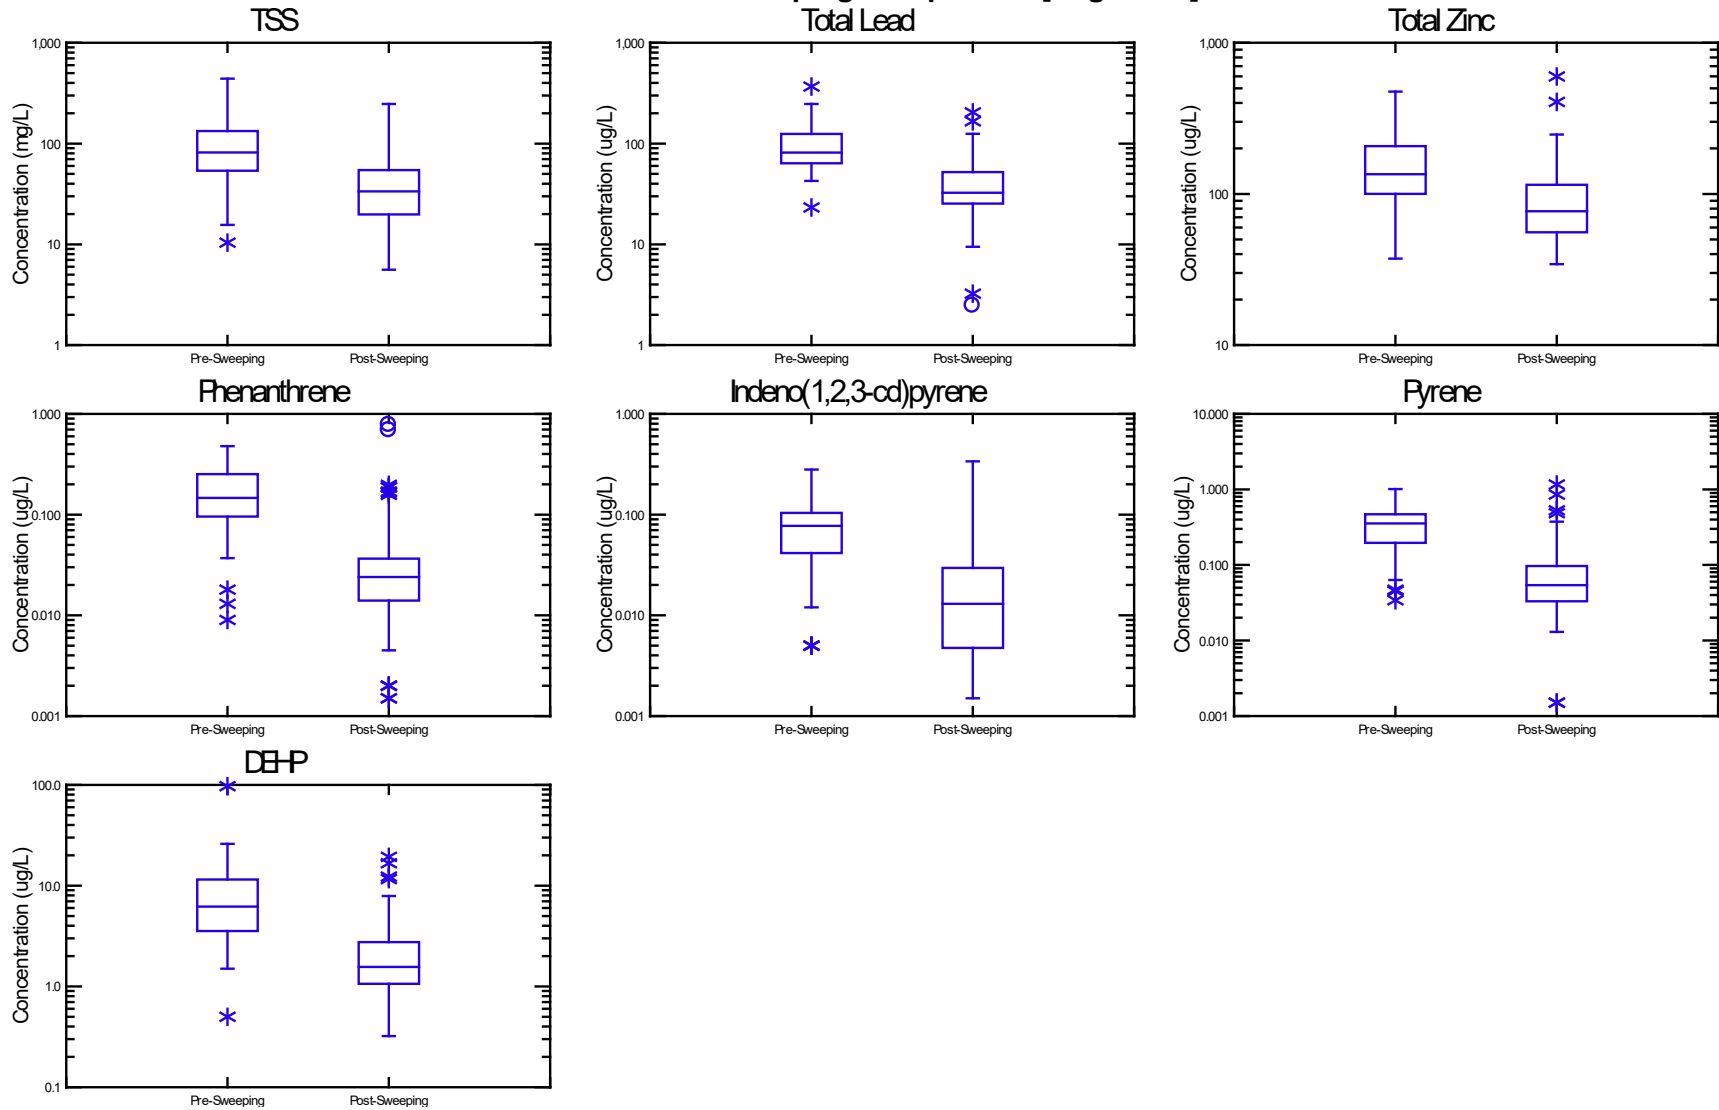 TSS
1,000
100
10
1
Concentration (mg/L)
Pre-Sweeping
Post-Sweeping
Total Lead
1,000
100
10
1
Concentration (ug/L)
Pre-Sweeping
Post-Sweeping
Total Zinc
1,000
100
10
Concentration (ug/L)
Pre-Sweeping
Post-Sweeping
Phenanthrene
1.000
0.100
0.010
0.001
Concentration (ug/L)
Pre-Sweeping
Post-Sweeping
Indeno(1,2,3-cd)pyrene
1.000
0.100
0.010
0.001
Concentration (ug/L)
Pre-Sweeping
Post-Sweeping
Pyrene
10.000
1.000
0.100
0.010
0.001
Concentration (ug/L)
Pre-Sweeping
Post-Sweeping
DEHP
100.0
10.0
1.0
0.1
Concentration (ug/L)
Pre-Sweeping
Post-Sweeping